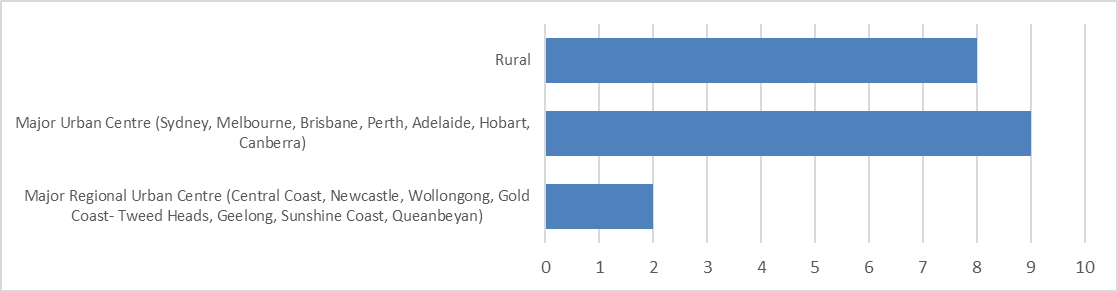 Rural
Major Urban Centre (Sydney, Melbourne, Brisbane, Perth, Adelaide, Hobart,
Canberra)
Major Regional Urban Centre (Central Coast, Newcastle, Wollongong, Gold
Coast- Tweed Heads, Geelong, Sunshine Coast, Queanbeyan)
0 1 2 3 4 5 6 7 8 9 10